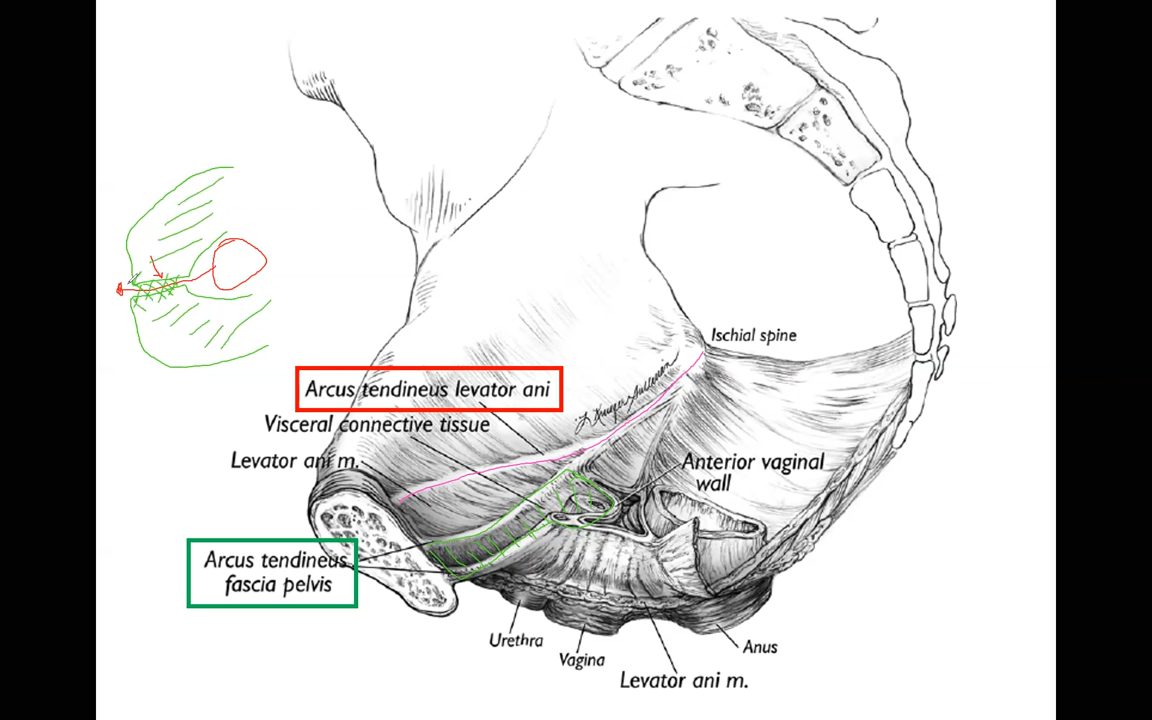 Ischial spine
Arcus tendineus levator ani
Visceral connective tissue
Levator ani m.
Anterior vaginal
wall
Arcus tendineus
fascia pelvis
Urethra
Vagina
Anus
Levator ani m.